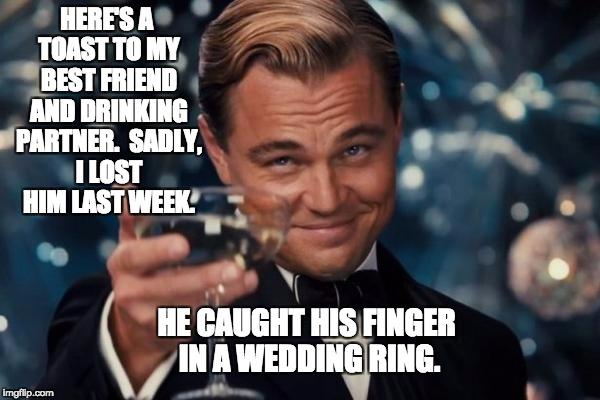 HERE'S A
TOAST TO MY
BEST FRIEND
AND DRINKING
PARTNER. SADLY,
I LOST
HIM LAST WEEK.
HE CAUGHT HIS FINGER
IN A WEDDING RING.
imgflip.com